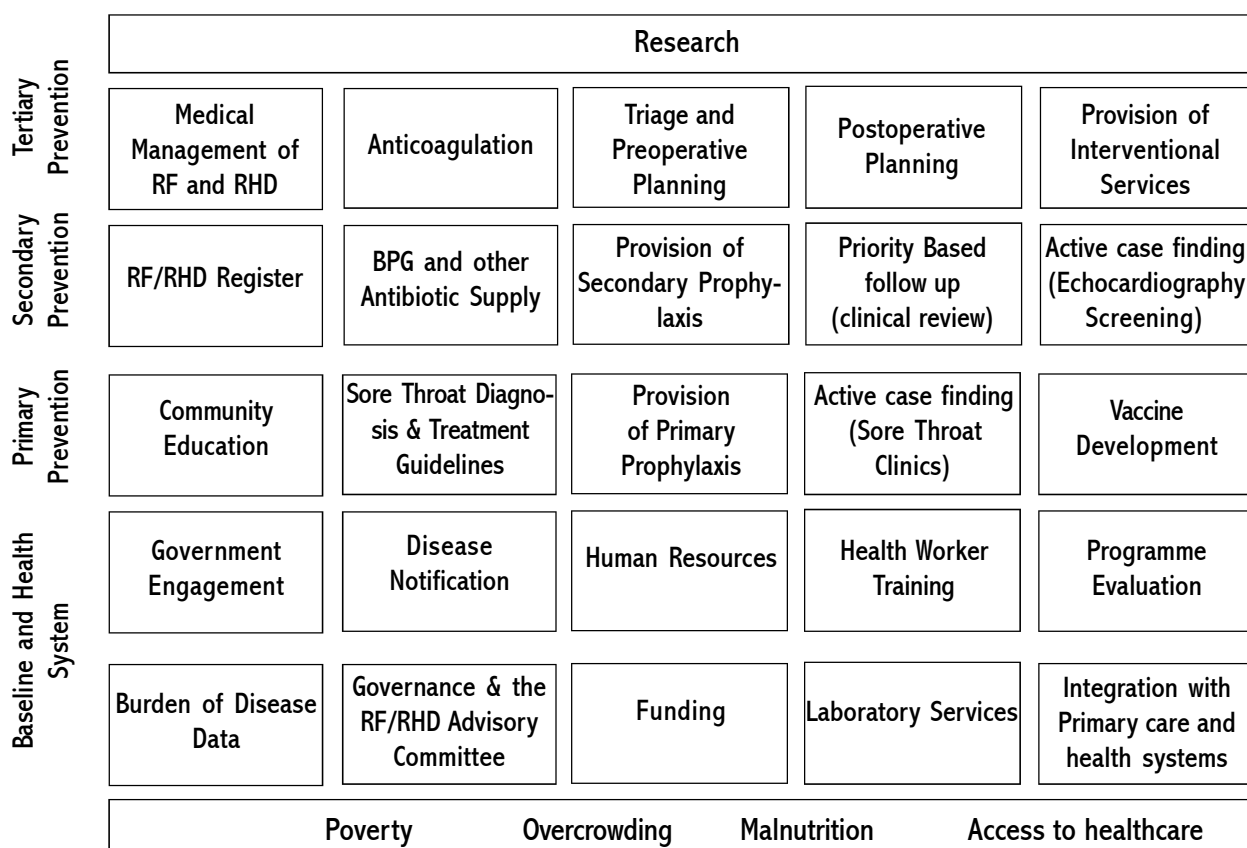 Research
Tertiary
Prevention
Medical
Management of
RF and RHD
Anticoagulation
Triage and
Preoperative
Planning
Postoperative
Planning
Provision of
Interventional
Services
Secondary
Prevention
RF/RHD Register
BPG and other
Antibiotic Supply
Provision of
Secondary Prophy-
laxis
Priority Based
follow up
(clinical review)
Active case finding
(Echocardiography
Screening)
Primary
Prevention
Community
Education
Sore Throat Diagno-
sis & Treatment
Guidelines
Provision
of Primary
Prophylaxis
Active case finding
(Sore Throat
Clinics)
Vaccine
Development
Baseline and Health
System
Government
Engagement
Disease
Notification
Human Resources
Health Worker
Training
Programme
Evaluation
Burden of Disease
Data
Governance & the
RF/RHD Advisory
Committee
Funding
Laboratory Services
Integration with
Primary care and
health systems
Poverty Overcrowding Malnutrition Access to healthcare